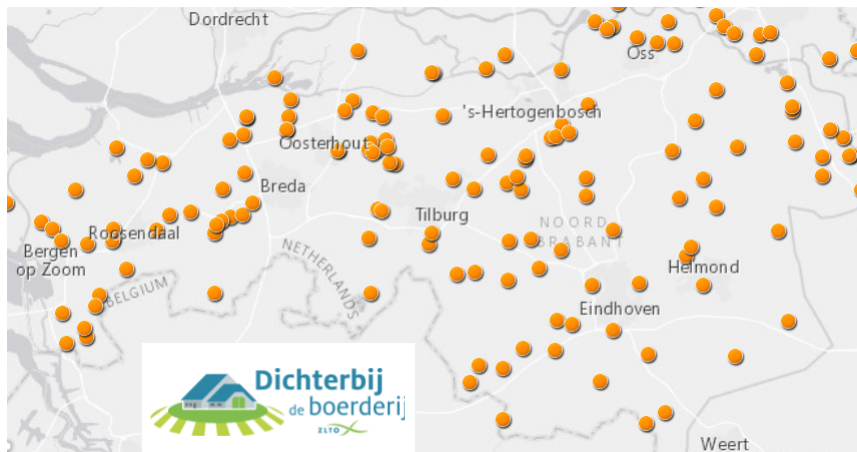 Dordrecht
Oss
's-Hertogenbosch
Oosterhout
Breda
Tilburg
NOORD
BRABANT
Roosendaal
Bergen
op Zoom
NETHERLANDS
BELGIUM
Helmond
Eindhoven
Dichterbij
de boerderij
ZLTO
Weert